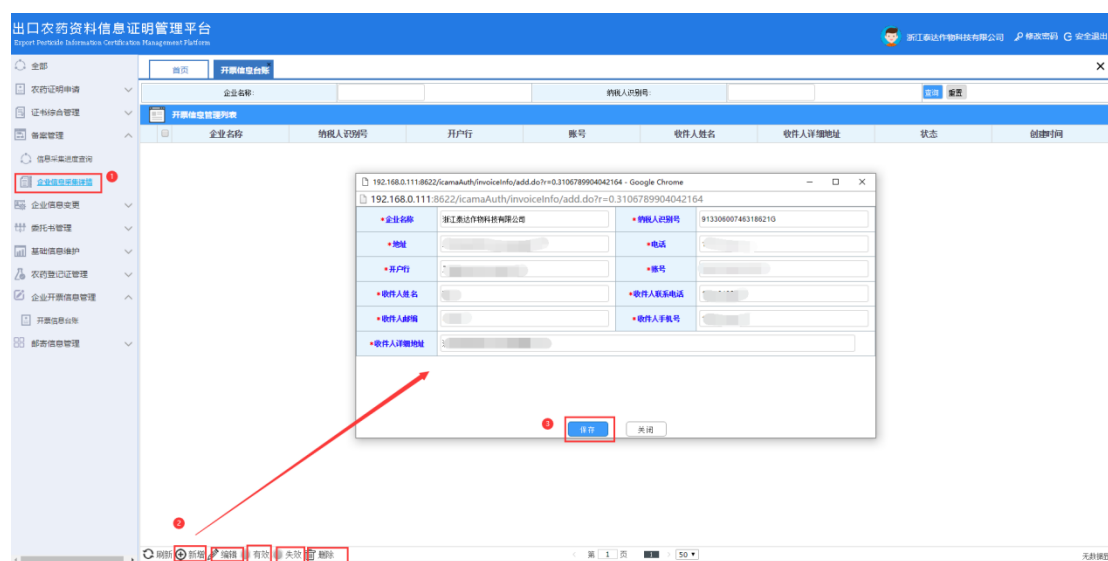 出口农药资料信息证明管理平台
Export Pesticide Information Certification Management Platform
浙江泰达作物科技有限公司 修改密码 安全退出
全部
首页 开票信息台账
农药证明申请
企业名称: 纳税人识别号: 查询 重置
证书综合管理
开票信息管理列表
备案管理
企业名称 纳税人识别号 开户行 账号 收件人姓名 收件人详细地址 状态 创建时间
信息采集进度查询
企业信息采集详情 1
企业信息变更
委托书管理
基础信息维护
农药登记证管理
企业开票信息管理
开票信息台账
邮寄信息管理
192.168.0.111:8622/icamaAuth/invoiceInfo/add.do?r=0.3106789904042164 - Google Chrome
192.168.0.111:8622/icamaAuth/invoiceInfo/add.do?r=0.3106789904042164
*企业名称 浙江泰达作物科技有限公司 *纳税人识别号 91330600746318621G
*地址 *电话
*开户行 *账号
*收件人姓名 *收件人联系电话
*收件人邮编 *收件人手机号
*收件人详细地址
3 保存 关闭
2
刷新 新增 编辑 有效 失效 删除 第 1 页 1 50 无数据